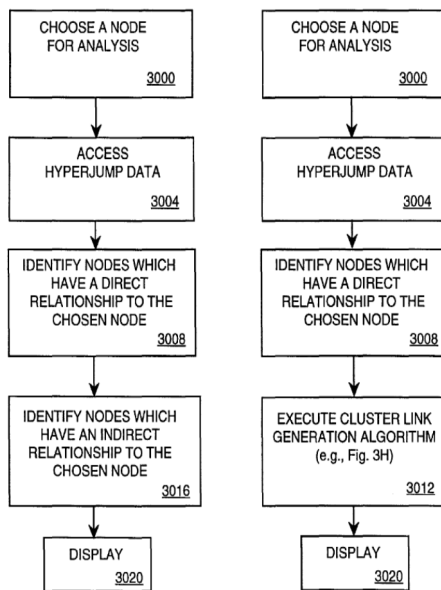 CHOOSE A NODE
FOR ANALYSIS
3000
ACCESS
HYPERJUMP DATA
3004
IDENTIFY NODES WHICH
HAVE A DIRECT
RELATIONSHIP TO THE
CHOSEN NODE
3008
IDENTIFY NODES WHICH
HAVE AN INDIRECT
RELATIONSHIP TO THE
CHOSEN NODE
3016
DISPLAY
3020
CHOOSE A NODE
FOR ANALYSIS
3000
ACCESS
HYPERJUMP DATA
3004
IDENTIFY NODES WHICH
HAVE A DIRECT
RELATIONSHIP TO THE
CHOSEN NODE
3008
EXECUTE CLUSTER LINK
GENERATION ALGORITHM
(e.g., Fig. 3H)
3012
DISPLAY
3020